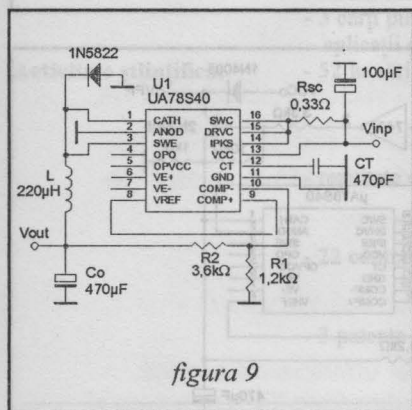 1N5822
U1
UA78S40
100µF
Rsc
0,33Ω
Vinp
1 CATH SWC 16
2 ANOD DRVC 15
3 SWE IPKS 14
4 OPO VCC 13
5 OPVCC CT 12
6 VE+ GND 11
7 VE- COMP- 10
8 VREF COMP+ 9
CT
470pF
L
220µH
Vout
Co
470µF
R2
3,6kΩ
R1
1,2kΩ
figura 9